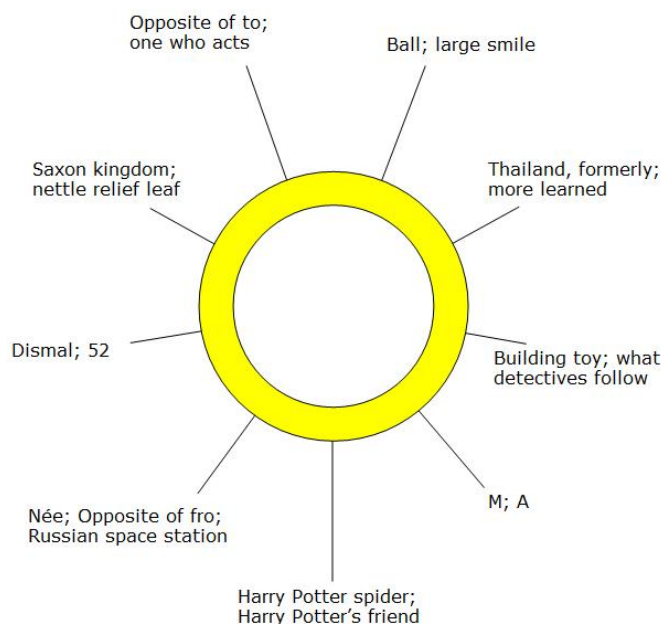 Opposite of to;
one who acts
Ball; large smile
Saxon kingdom;
nettle relief leaf
Thailand, formerly;
more learned
Dismal; 52
Building toy; what
detectives follow
M; A
Née; Opposite of fro;
Russian space station
Harry Potter spider;
Harry Potter’s friend